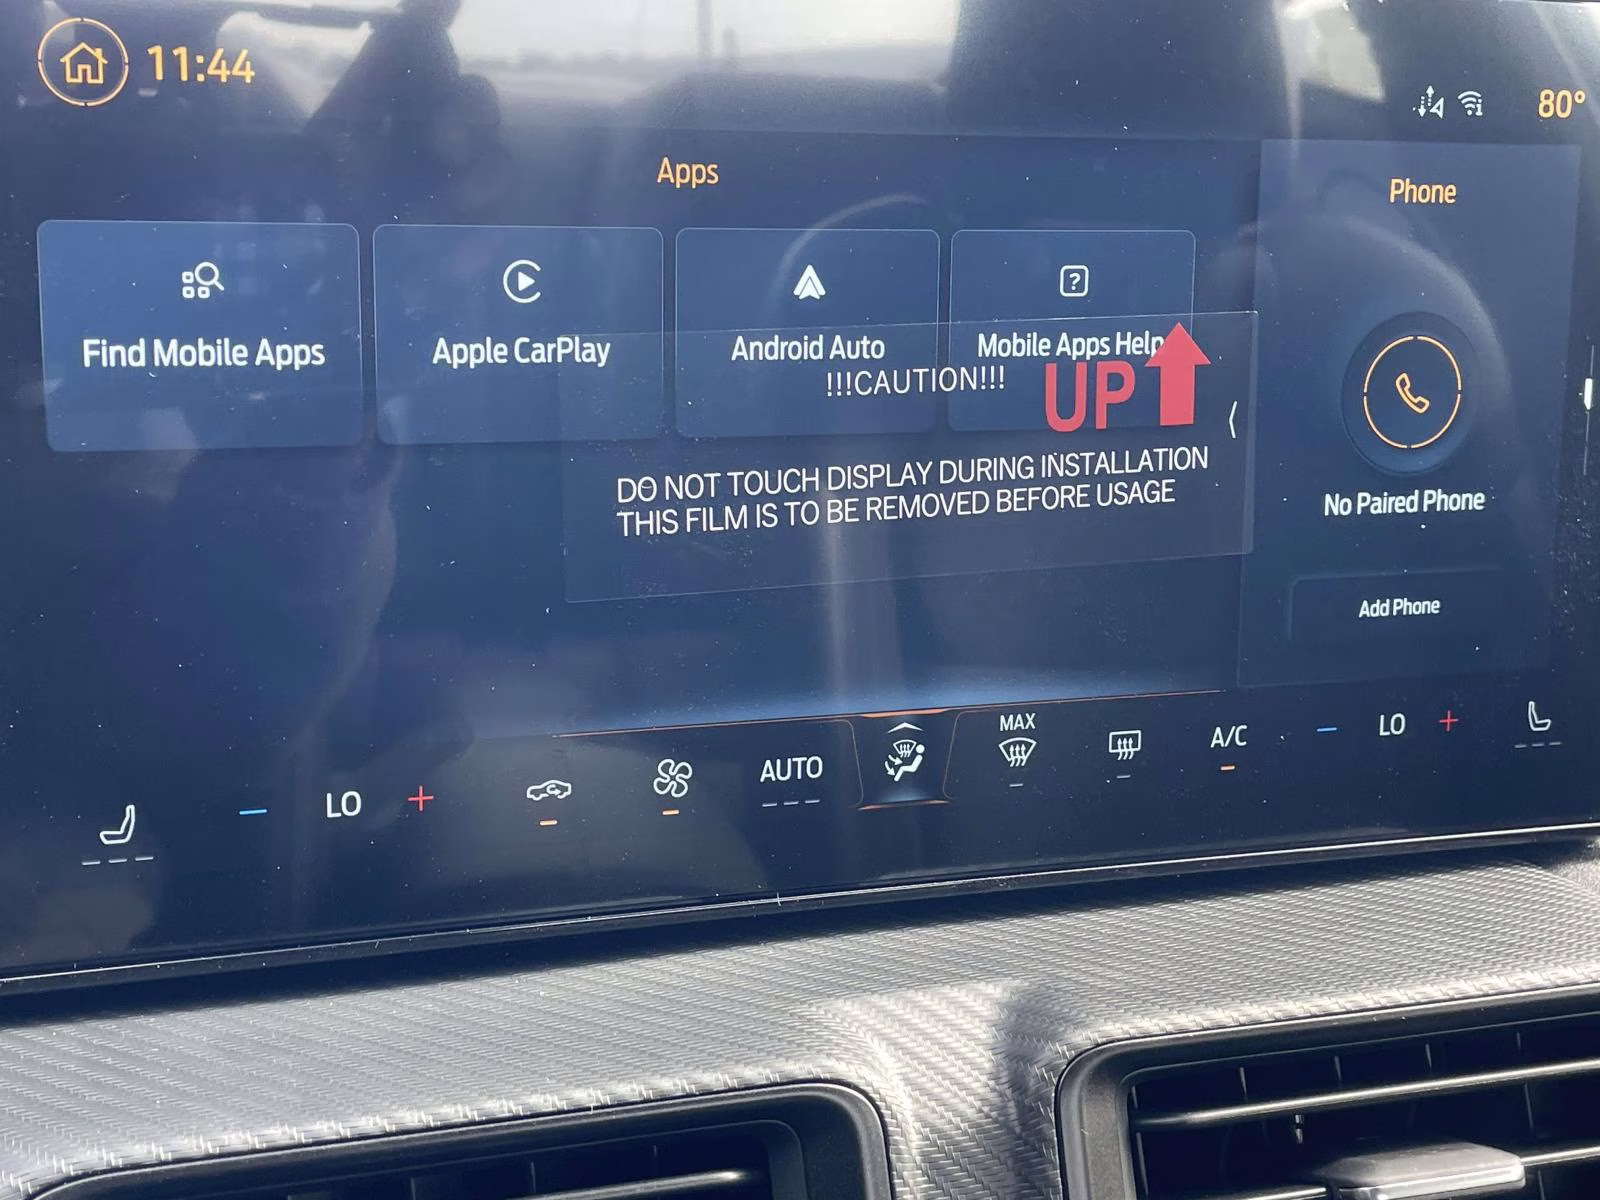 11:44
80°
Apps
Phone
Find Mobile Apps
Apple CarPlay
Android Auto
Mobile Apps Help
!!!CAUTION!!!
UP
DO NOT TOUCH DISPLAY DURING INSTALLATION
THIS FILM IS TO BE REMOVED BEFORE USAGE
No Paired Phone
Add Phone
LO
AUTO
MAX
A/C
LO